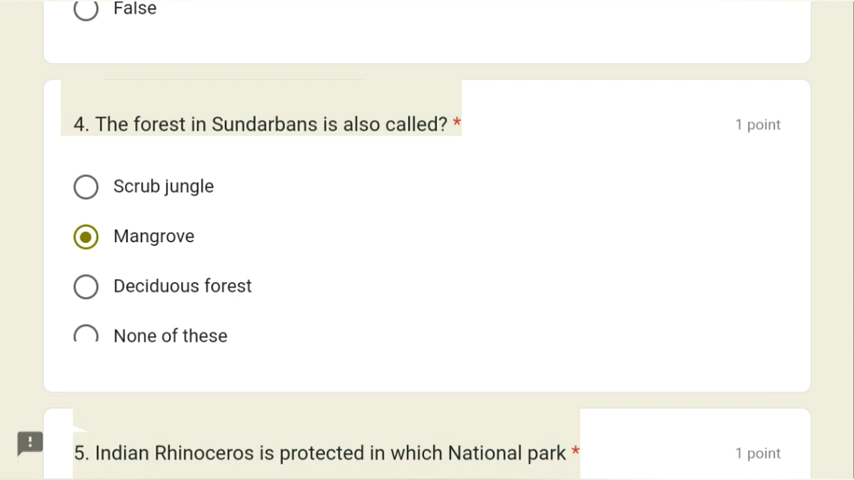 False
4. The forest in Sundarbans is also called? *
1 point
Scrub jungle
Mangrove
Deciduous forest
None of these
5. Indian Rhinoceros is protected in which National park *
1 point